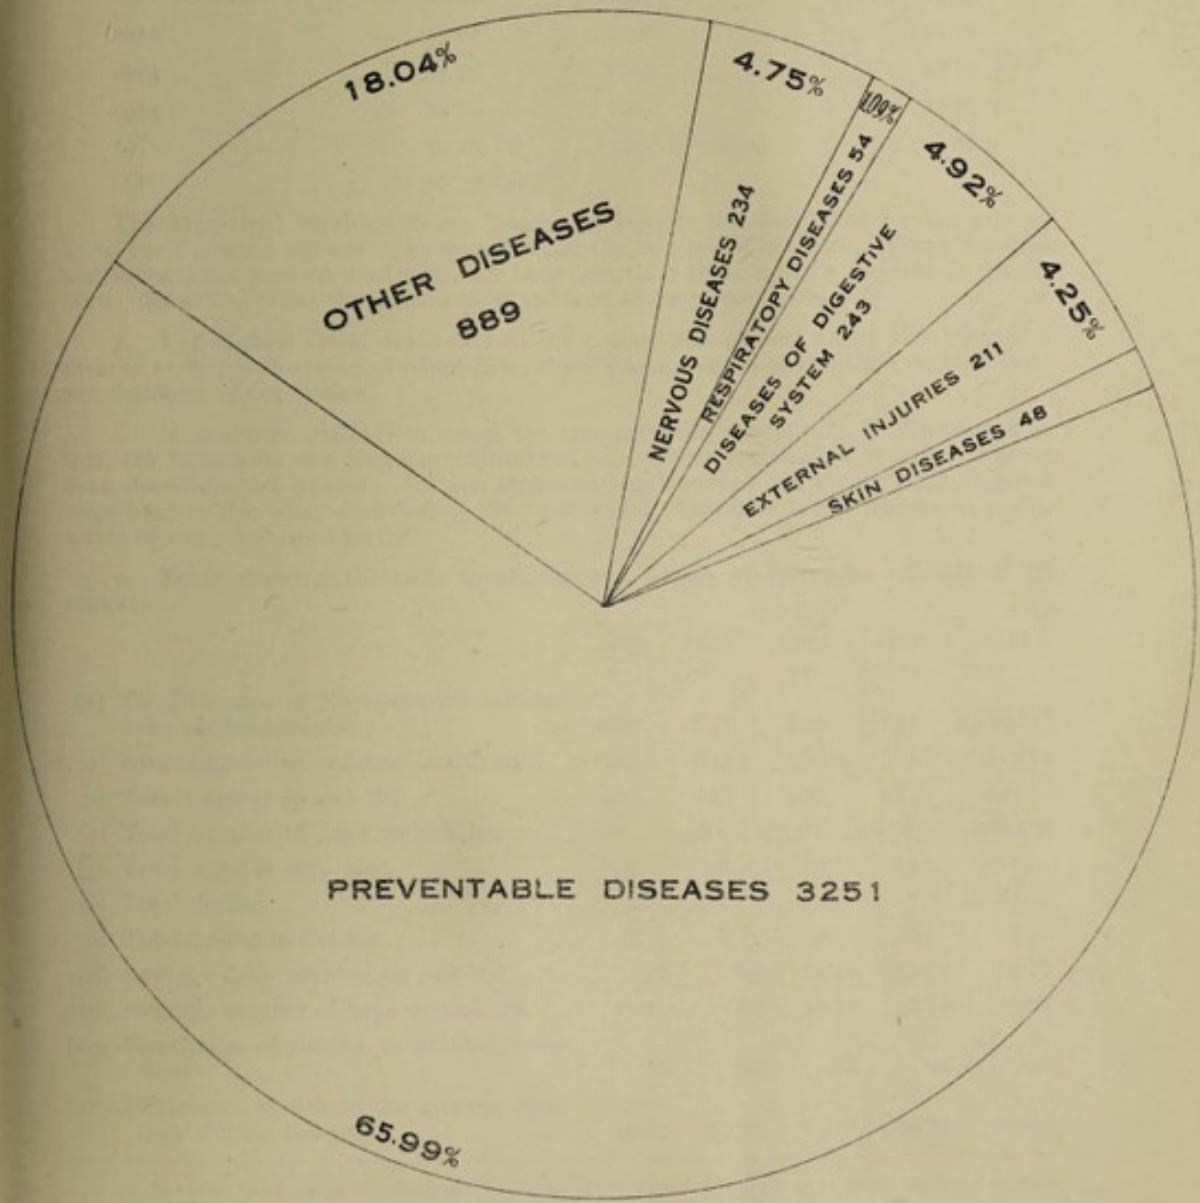 18.04%
4.75%
1.09%
4.92%
4.25%
OTHER DISEASES
889
NERVOUS DISEASES 234
RESPIRATOPY DISEASES 54
DISEASES OF DIGESTIVE
SYSTEM 243
EXTERNAL INJURIES 211
SKIN DISEASES 48
PREVENTABLE DISEASES 3251
65.99%